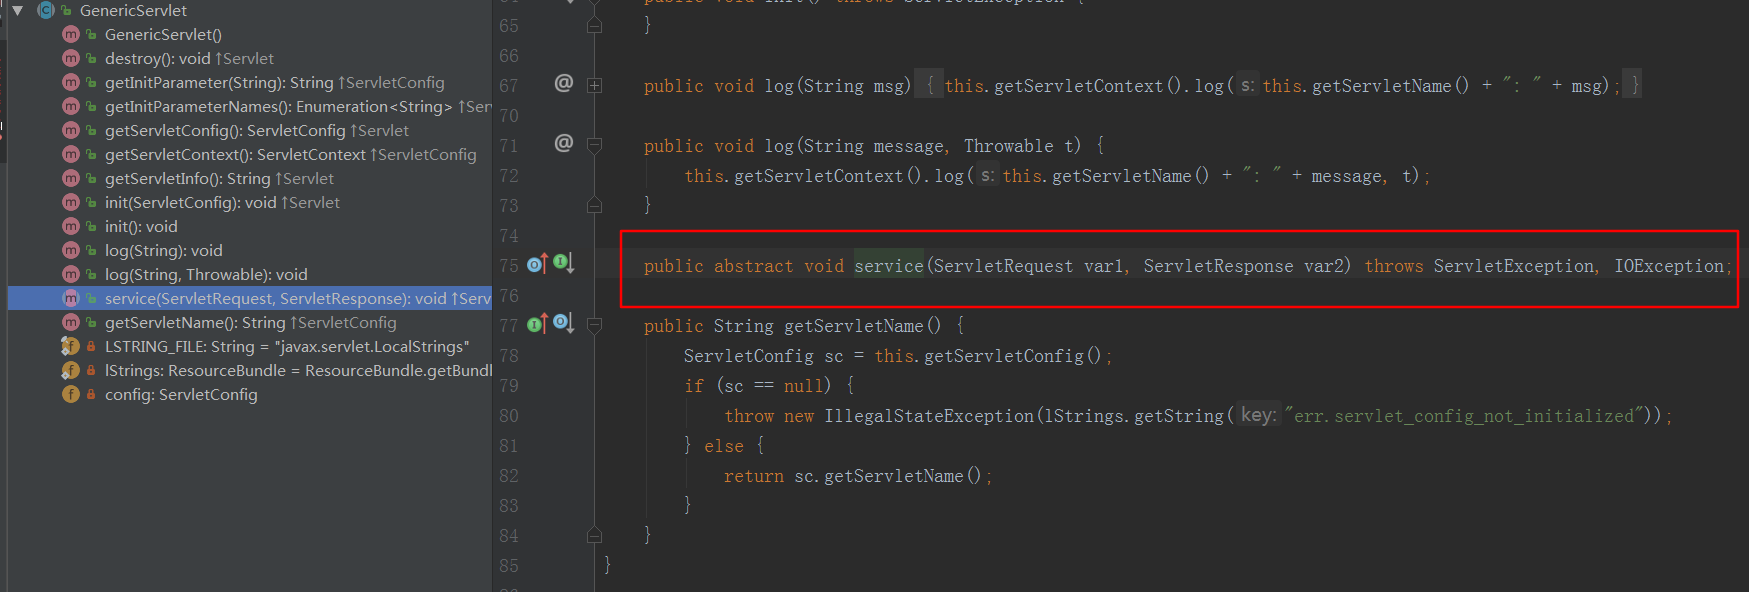 GenericServlet
GenericServlet()
destroy(): void ↑Servlet
getInitParameter(String): String ↑ServletConfig
getInitParameterNames(): Enumeration<String> ↑Ser
getServletConfig(): ServletConfig ↑Servlet
getServletContext(): ServletContext ↑ServletConfig
getServletInfo(): String ↑Servlet
init(ServletConfig): void ↑Servlet
init(): void
log(String): void
log(String, Throwable): void
service(ServletRequest, ServletResponse): void ↑Serv
getServletName(): String ↑ServletConfig
LSTRING_FILE: String = "javax.servlet.LocalStrings"
lStrings: ResourceBundle = ResourceBundle.getBundl
config: ServletConfig
65 }
66
67 @ public void log(String msg) { this.getServletContext().log( s: this.getServletName() + ": " + msg); }
70
71 @ public void log(String message, Throwable t) {
72 this.getServletContext().log( s: this.getServletName() + ": " + message, t);
73 }
74
75 public abstract void service(ServletRequest var1, ServletResponse var2) throws ServletException, IOException;
76
77 public String getServletName() {
78 ServletConfig sc = this.getServletConfig();
79 if (sc == null) {
80 throw new IllegalStateException(lStrings.getString( key: "err.servlet_config_not_initialized"));
81 } else {
82 return sc.getServletName();
83 }
84 }
85 }